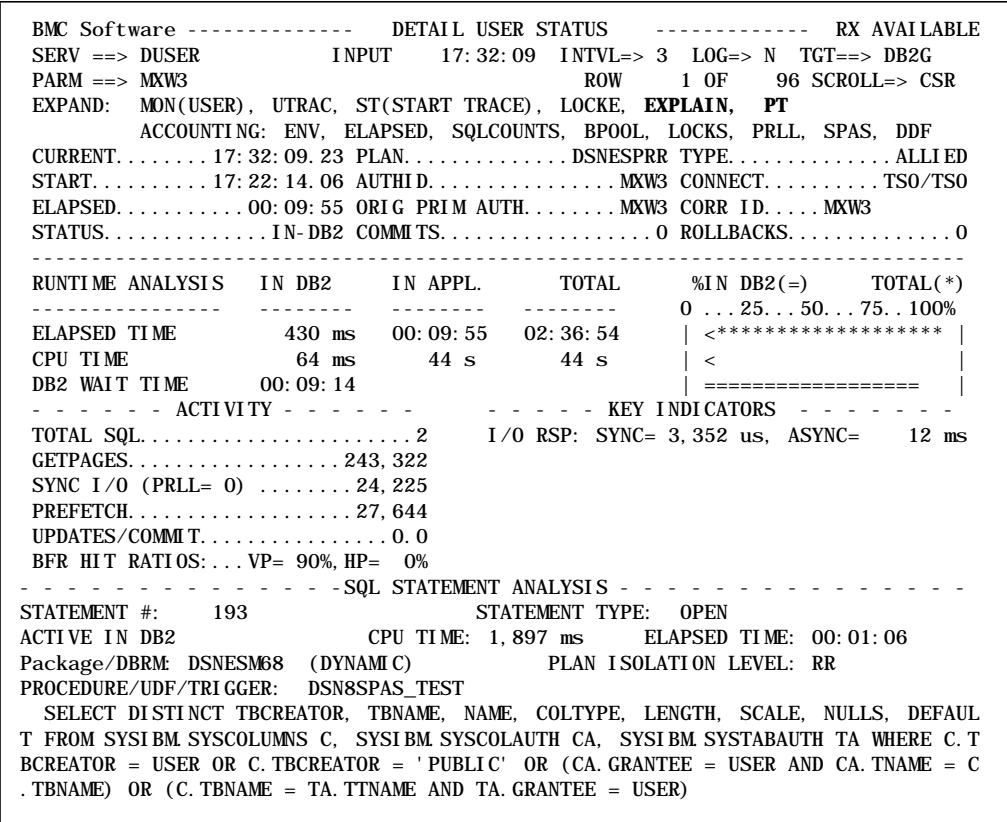 BMC Software -------------- DETAIL USER STATUS ------------- RX AVAILABLE
SERV ==> DUSER INPUT 17:32:09 INTVL=> 3 LOG=> N TGT==> DB2G
PARM ==> MXW3 ROW 1 OF 96 SCROLL=> CSR
EXPAND: MON(USER), UTRAC, ST(START TRACE), LOCKE, EXPLAIN, PT
ACCOUNTING: ENV, ELAPSED, SQLCOUNTS, BPOOL, LOCKS, PRLL, SPAS, DDF
CURRENT........17:32:09.23 PLAN..............DSNESPRR TYPE..............ALLIED
START..........17:22:14.06 AUTHID................MXW3 CONNECT..........TSO/TSO
ELAPSED...........00:09:55 ORIG PRIM AUTH........MXW3 CORR ID.....MXW3
STATUS..............IN-DB2 COMMITS..................0 ROLLBACKS..............0
--------------------------------------------------------------------------------
RUNTIME ANALYSIS IN DB2 IN APPL. TOTAL %IN DB2(=) TOTAL(*)
---------------- -------- -------- -------- 0 ...25...50...75..100%
ELAPSED TIME 430 ms 00:09:55 02:36:54 | <******************* |
CPU TIME 64 ms 44 s 44 s | < |
DB2 WAIT TIME 00:09:14 | ================== |
- - - - - - ACTIVITY - - - - - - - - - - - KEY INDICATORS - - - - - - -
TOTAL SQL.......................2 I/O RSP: SYNC= 3,352 us, ASYNC= 12 ms
GETPAGES..................243,322
SYNC I/O (PRLL= 0) ........24,225
PREFETCH...................27,644
UPDATES/COMMIT................0.0
BFR HIT RATIOS:...VP= 90%,HP= 0%
- - - - - - - - - - - - - -SQL STATEMENT ANALYSIS - - - - - - - - - - - - - - -
STATEMENT #: 193 STATEMENT TYPE: OPEN
ACTIVE IN DB2 CPU TIME: 1,897 ms ELAPSED TIME: 00:01:06
Package/DBRM: DSNESM68 (DYNAMIC) PLAN ISOLATION LEVEL: RR
PROCEDURE/UDF/TRIGGER: DSN8SPAS_TEST
SELECT DISTINCT TBCREATOR, TBNAME, NAME, COLTYPE, LENGTH, SCALE, NULLS, DEFAUL
T FROM SYSIBM.SYSCOLUMNS C, SYSIBM.SYSCOLAUTH CA, SYSIBM.SYSTABAUTH TA WHERE C.T
BCREATOR = USER OR C.TBCREATOR = 'PUBLIC' OR (CA.GRANTEE = USER AND CA.TNAME = C
.TBNAME) OR (C.TBNAME = TA.TTNAME AND TA.GRANTEE = USER)